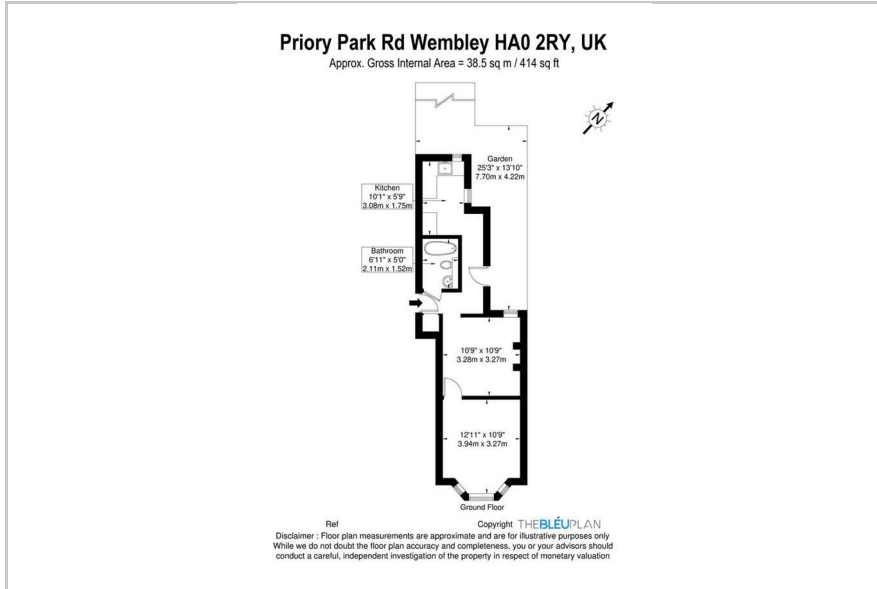 Priory Park Rd Wembley HA0 2RY, UK
Approx. Gross Internal Area = 38.5 sq m / 414 sq ft
N
Garden
25'3" x 13'10"
7.70m x 4.22m
Kitchen
10'1" x 5'9"
3.08m x 1.75m
Bathroom
6'11" x 5'0"
2.11m x 1.52m
10'9" x 10'9"
3.28m x 3.27m
12'11" x 10'9"
3.94m x 3.27m
Ground Floor
Ref
Copyright THEBLÉUPLAN
Disclaimer : Floor plan measurements are approximate and are for illustrative purposes only
While we do not doubt the floor plan accuracy and completeness, you or your advisors should
conduct a careful, independent investigation of the property in respect of monetary valuation